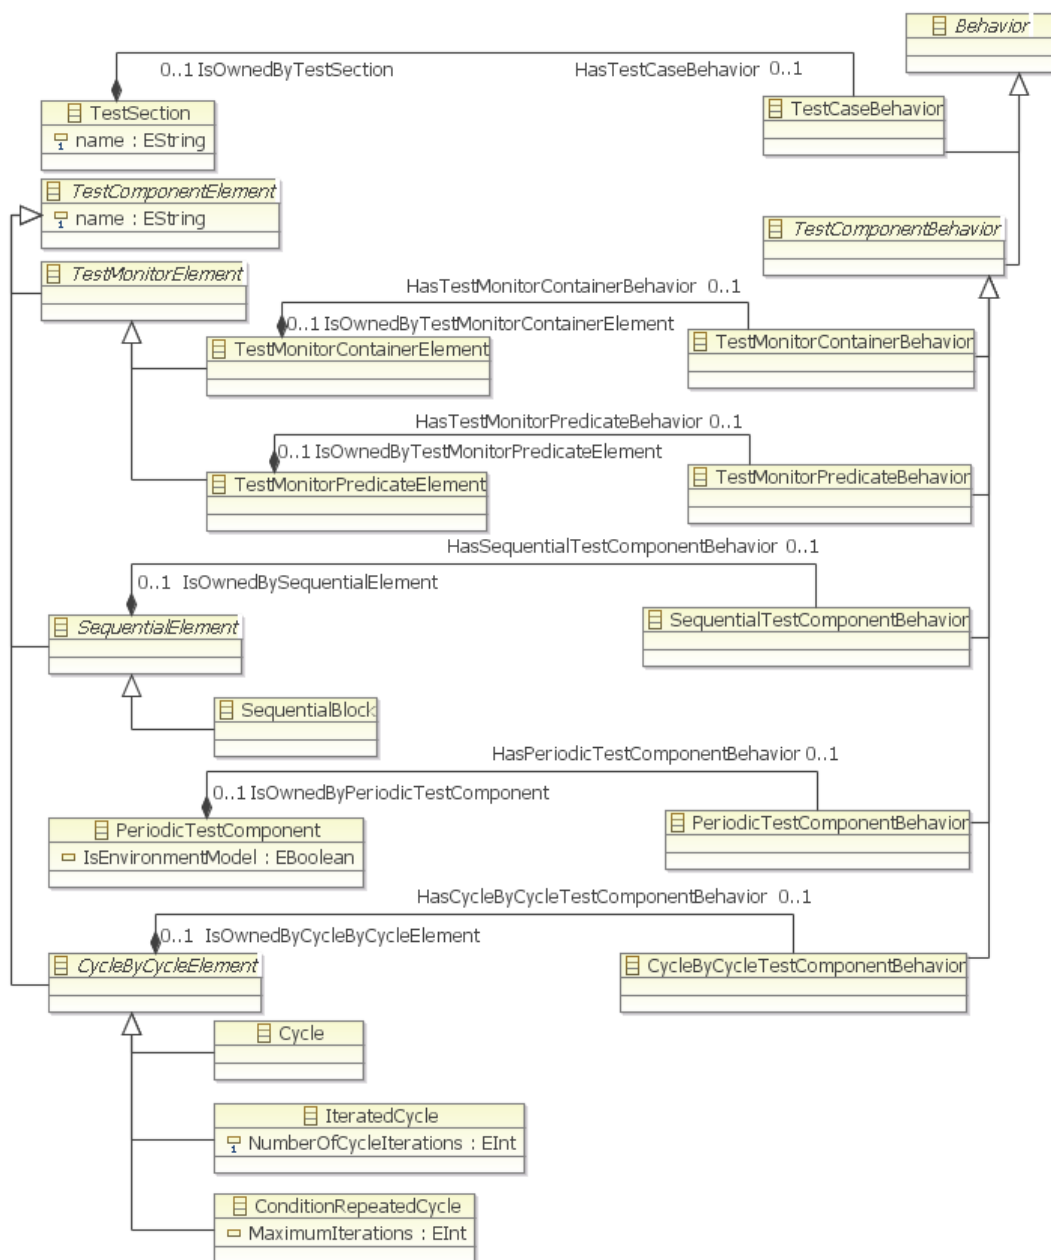 Behavior
0..1 IsOwnedByTestSection
HasTestCaseBehavior 0..1
TestSection
name : EString
TestCaseBehavior
TestComponentElement
name : EString
TestComponentBehavior
TestMonitorElement
HasTestMonitorContainerBehavior 0..1
0..1 IsOwnedByTestMonitorContainerElement
TestMonitorContainerElement
TestMonitorContainerBehavior
HasTestMonitorPredicateBehavior 0..1
0..1 IsOwnedByTestMonitorPredicateElement
TestMonitorPredicateElement
TestMonitorPredicateBehavior
HasSequentialTestComponentBehavior 0..1
0..1 IsOwnedBySequentialElement
SequentialElement
SequentialTestComponentBehavior
SequentialBlock
HasPeriodicTestComponentBehavior 0..1
0..1 IsOwnedByPeriodicTestComponent
PeriodicTestComponent
IsEnvironmentModel : EBoolean
PeriodicTestComponentBehavior
HasCycleByCycleTestComponentBehavior 0..1
0..1 IsOwnedByCycleByCycleElement
CycleByCycleElement
CycleByCycleTestComponentBehavior
Cycle
IteratedCycle
1 NumberOfCycleIterations : EInt
ConditionRepeatedCycle
MaximumIterations : EInt